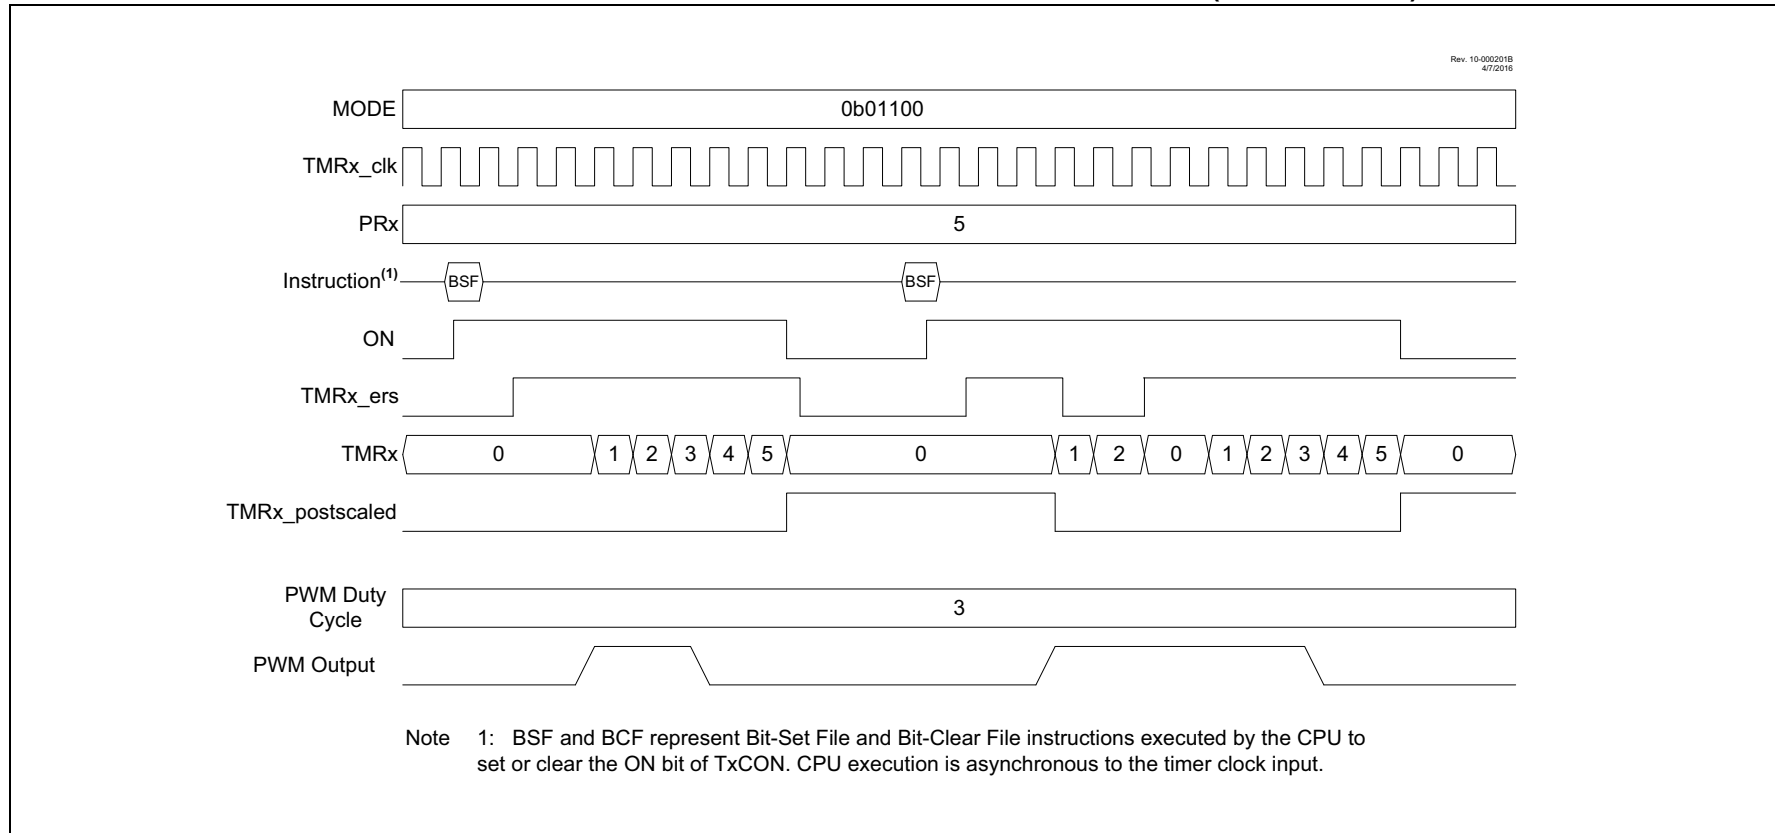 Rev. 10-000201B
4/7/2016
MODE 0b01100
TMRx_clk
PRx 5
Instruction(1) BSF BSF
ON
TMRx_ers
TMRx 0 1 2 3 4 5 0 1 2 0 1 2 3 4 5 0
TMRx_postscaled
PWM Duty
Cycle 3
PWM Output
Note 1: BSF and BCF represent Bit-Set File and Bit-Clear File instructions executed by the CPU to
set or clear the ON bit of TxCON. CPU execution is asynchronous to the timer clock input.